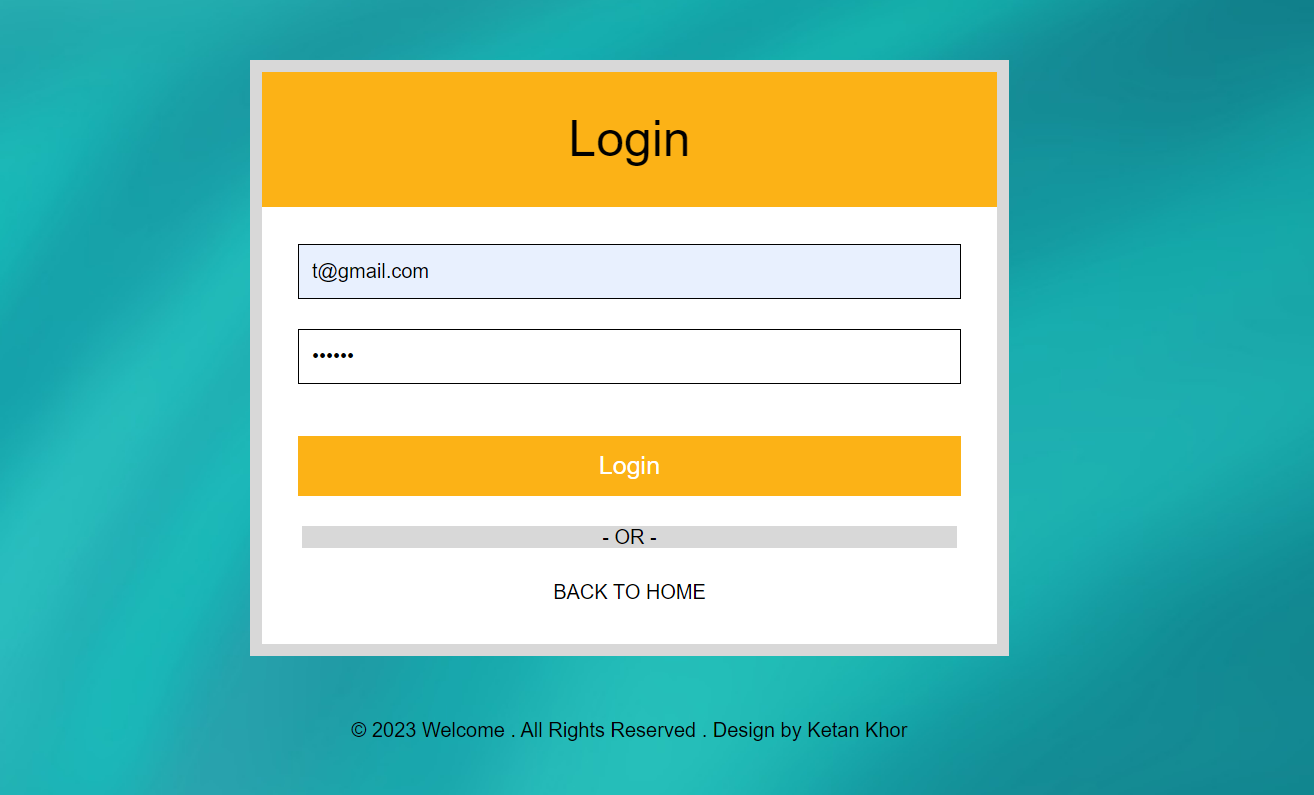 Login
t@gmail.com
••••••
Login
- OR -
BACK TO HOME
© 2023 Welcome . All Rights Reserved . Design by Ketan Khor